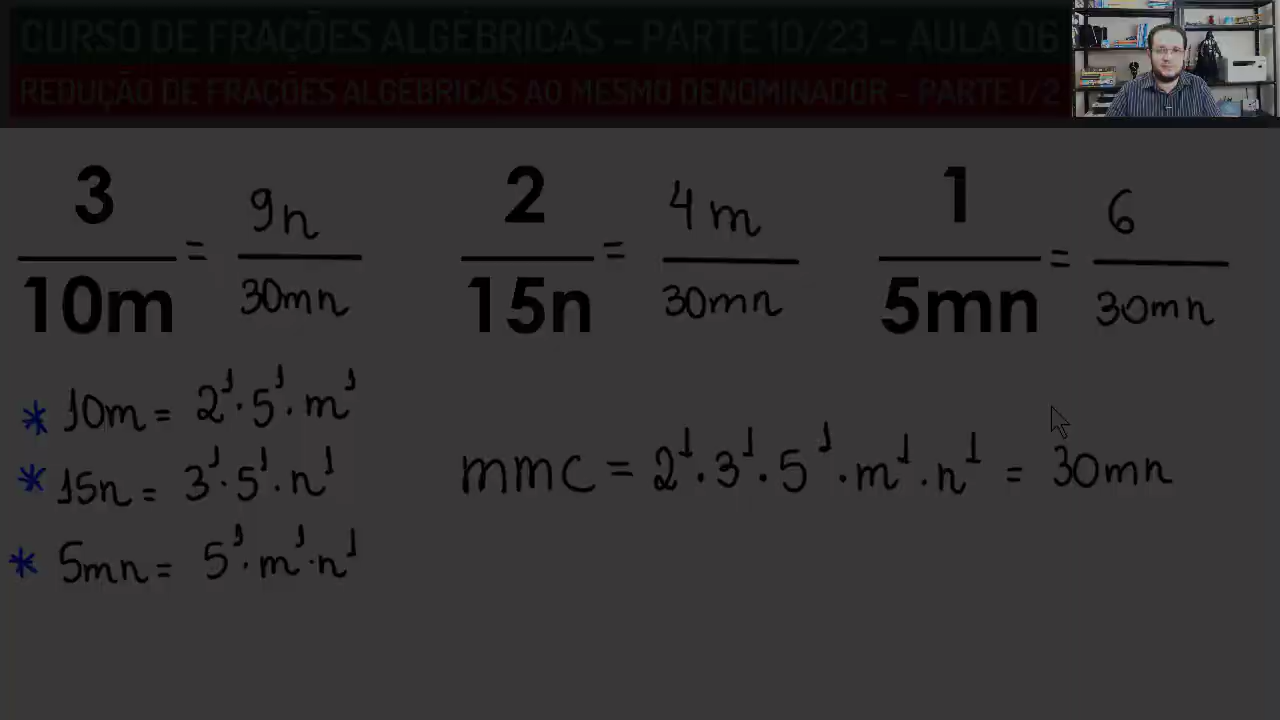 CURSO DE FRAÇÕES ALGÉBRICAS - PARTE 10/23 - AULA 06
REDUÇÃO DE FRAÇÕES ALGÉBRICAS AO MESMO DENOMINADOR - PARTE 1/2
3/10m = 9n/30mn
2/15n = 4m/30mn
1/5mn = 6/30mn
* 10m = 2¹·5¹·m¹
* 15n = 3¹·5¹·n¹
* 5mn = 5¹·m¹·n¹
mmc = 2¹·3¹·5¹·m¹·n¹ = 30mn